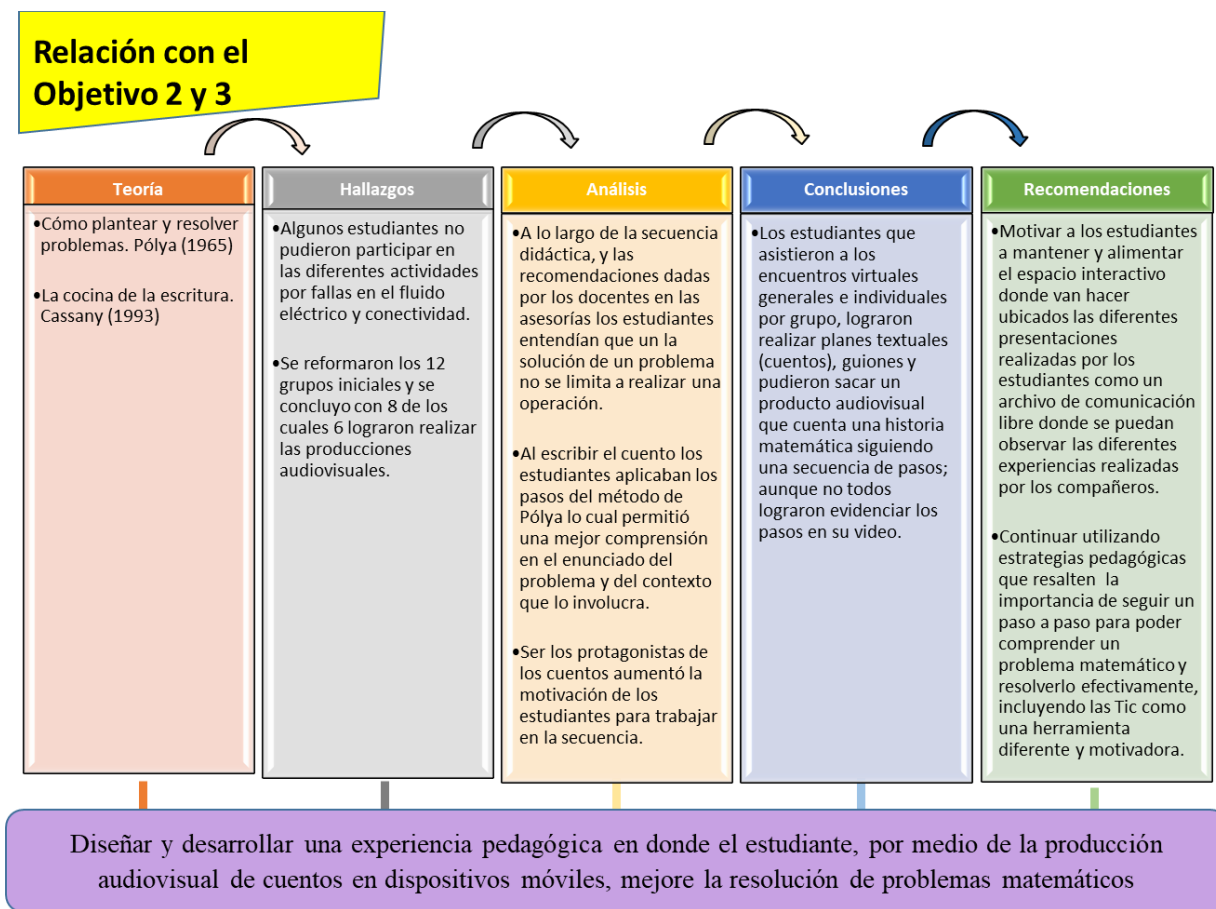 Relación con el
Objetivo 2 y 3
Teoría
•Cómo plantear y resolver
problemas. Pólya (1965)
•La cocina de la escritura.
Cassany (1993)
Hallazgos
•Algunos estudiantes no
pudieron participar en
las diferentes actividades
por fallas en el fluido
eléctrico y conectividad.
•Se reformaron los 12
grupos iniciales y se
concluyo con 8 de los
cuales 6 lograron realizar
las producciones
audiovisuales.
Análisis
•A lo largo de la secuencia
didáctica, y las
recomendaciones dadas
por los docentes en las
asesorías los estudiantes
entendían que un la
solución de un problema
no se limita a realizar una
operación.
•Al escribir el cuento los
estudiantes aplicaban los
pasos del método de
Pólya lo cual permitió
una mejor comprensión
en el enunciado del
problema y del contexto
que lo involucra.
•Ser los protagonistas de
los cuentos aumentó la
motivación de los
estudiantes para trabajar
en la secuencia.
Conclusiones
•Los estudiantes que
asistieron a los
encuentros virtuales
generales e individuales
por grupo, lograron
realizar planes textuales
(cuentos), guiones y
pudieron sacar un
producto audiovisual
que cuenta una historia
matemática siguiendo
una secuencia de pasos;
aunque no todos
lograron evidenciar los
pasos en su video.
Recomendaciones
•Motivar a los estudiantes
a mantener y alimentar
el espacio interactivo
donde van hacer
ubicados las diferentes
presentaciones
realizadas por los
estudiantes como un
archivo de comunicación
libre donde se puedan
observar las diferentes
experiencias realizadas
por los compañeros.
•Continuar utilizando
estrategias pedagógicas
que resalten la
importancia de seguir un
paso a paso para poder
comprender un
problema matemático y
resolverlo efectivamente,
incluyendo las Tic como
una herramienta
diferente y motivadora.
Diseñar y desarrollar una experiencia pedagógica en donde el estudiante, por medio de la producción
audiovisual de cuentos en dispositivos móviles, mejore la resolución de problemas matemáticos